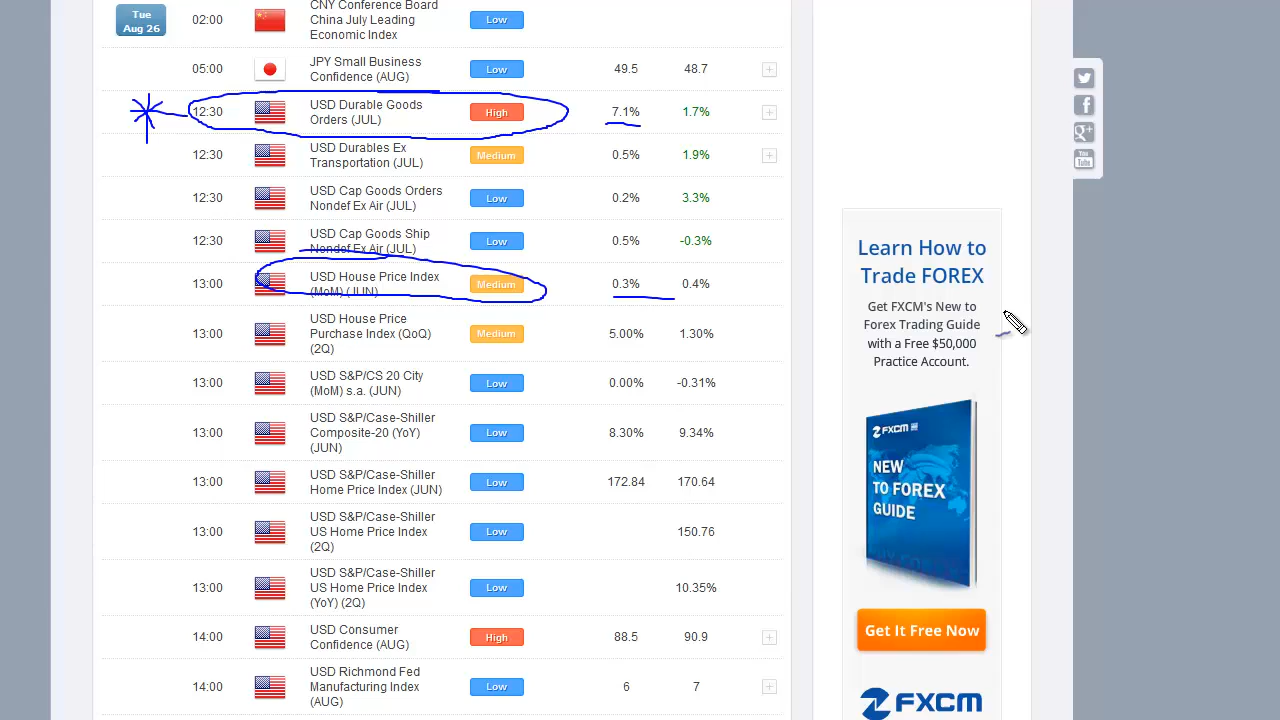 CNY Conference Board
China July Leading
Economic Index
Tue
Aug 26
02:00
Low
05:00
JPY Small Business
Confidence (AUG)
Low
49.5
48.7
12:30
USD Durable Goods
Orders (JUL)
High
7.1%
1.7%
12:30
USD Durables Ex
Transportation (JUL)
Medium
0.5%
1.9%
12:30
USD Cap Goods Orders
Nondef Ex Air (JUL)
Low
0.2%
12:30
USD Cap Goods Ship
Nondef Ex Air (JUL)
Low
0.5%
13:00
USD House Price Index
(MoM) (JUN)
Medium
0.3%
0.4%
13:00
USD House Price
Purchase Index (QoQ)
(2Q)
Medium
5.00%
1.30%
13:00
USD S&P/CS 20 City
(MoM) s.a. (JUN)
Low
0.00%
-0.31%
13:00
USD S&P/Case-Shiller
Composite-20 (YoY)
(JUN)
Low
8.30%
9.34%
13:00
USD S&P/Case-Shiller
Home Price Index (JUN)
Low
172.84
170.64
13:00
USD S&P/Case-Shiller
US Home Price Index
(2Q)
Low
150.76
13:00
USD S&P/Case-Shiller
US Home Price Index
(YoY) (2Q)
Low
10.35%
14:00
USD Consumer
Confidence (AUG)
High
88.5
90.9
14:00
USD Richmond Fed
Manufacturing Index
(AUG)
Low
6
7
You
Tube
Learn How to
Trade FOREX
Get FXCM's New to
Forex Trading Guide
with a Free $50,000
Practice Account.
FXCM
NEW
TO FOREX
GUIDE
Get It Free Now
FXCM